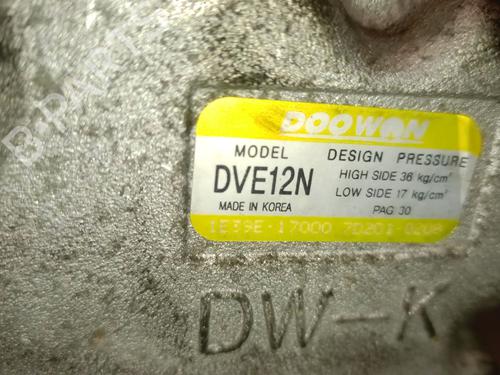 DOOWON
MODEL
DVE12N
MADE IN KOREA
DESIGN PRESSURE
HIGH SIDE 36 kg/cm²
LOW SIDE 17 kg/cm²
PAG 30
1E39E-17000 7D201-0208
DW-K